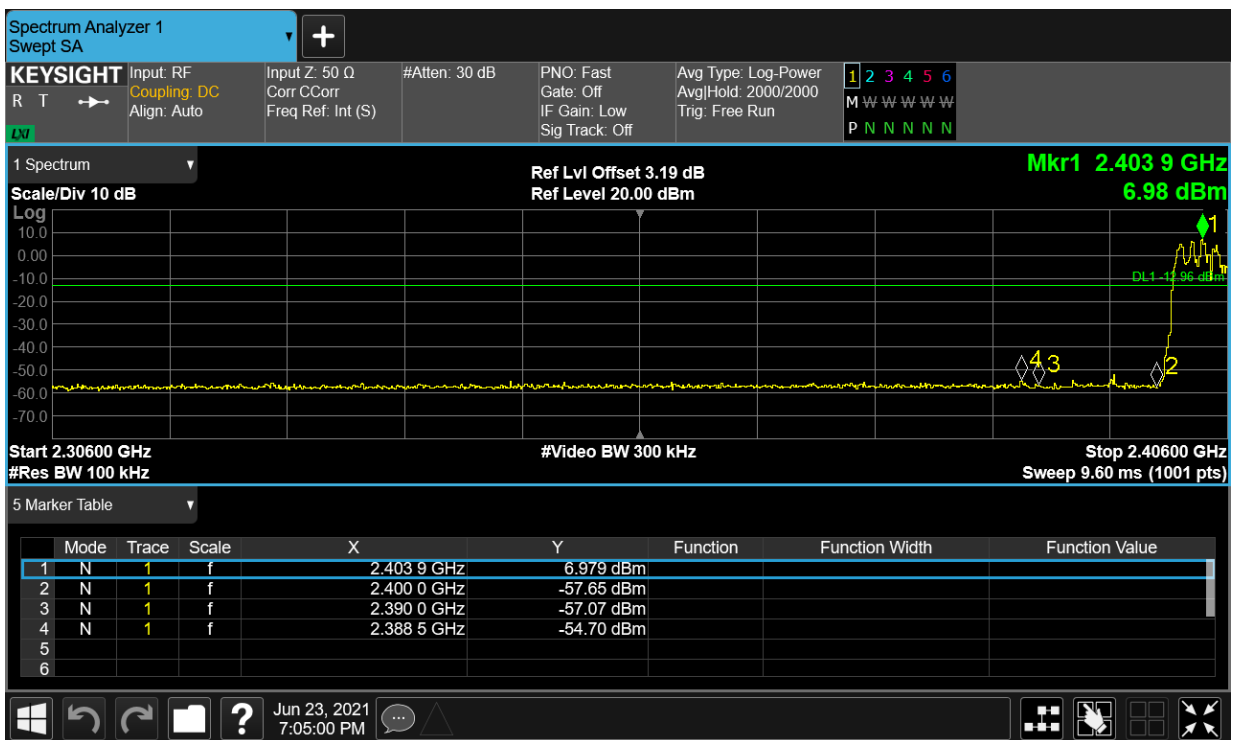 Spectrum Analyzer 1
Swept SA
KEYSIGHT
R T
LXI
Input: RF
Coupling: DC
Align: Auto
Input Z: 50 Ω
Corr CCorr
Freq Ref: Int (S)
#Atten: 30 dB
PNO: Fast
Gate: Off
IF Gain: Low
Sig Track: Off
Avg Type: Log-Power
Avg|Hold: 2000/2000
Trig: Free Run
1 2 3 4 5 6
M W W W W W
P N N N N N
1 Spectrum
Scale/Div 10 dB
Ref Lvl Offset 3.19 dB
Ref Level 20.00 dBm
Mkr1 2.403 9 GHz
6.98 dBm
Log
10.0
0.00
-10.0
-20.0
-30.0
-40.0
-50.0
-60.0
-70.0
1
DL1 -12.96 dBm
4 3
2
Start 2.30600 GHz
#Res BW 100 kHz
#Video BW 300 kHz
Stop 2.40600 GHz
Sweep 9.60 ms (1001 pts)
5 Marker Table
Mode Trace Scale X Y Function Function Width Function Value
1 N 1 f 2.403 9 GHz 6.979 dBm
2 N 1 f 2.400 0 GHz -57.65 dBm
3 N 1 f 2.390 0 GHz -57.07 dBm
4 N 1 f 2.388 5 GHz -54.70 dBm
5
6
?
Jun 23, 2021
7:05:00 PM